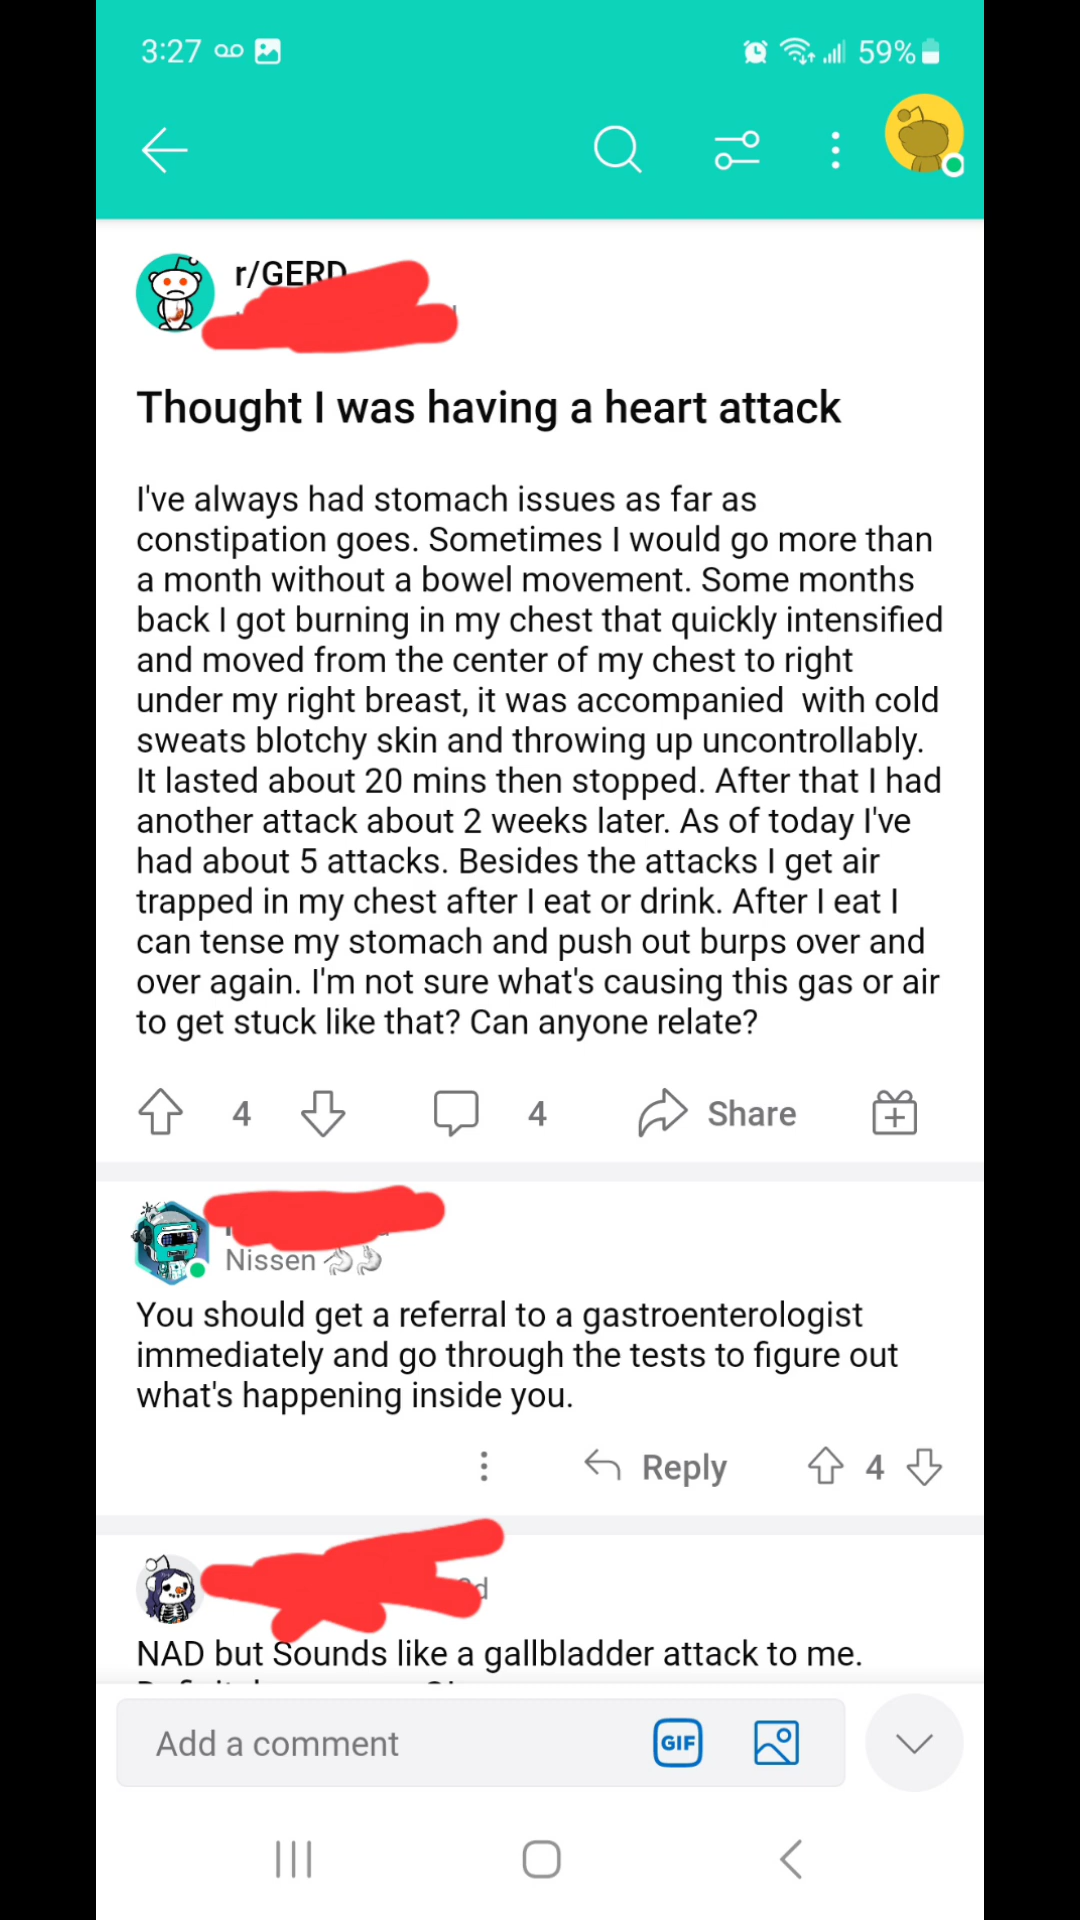 3:27
59%
r/GERD
Thought I was having a heart attack
I've always had stomach issues as far as
constipation goes. Sometimes I would go more than
a month without a bowel movement. Some months
back I got burning in my chest that quickly intensified
and moved from the center of my chest to right
under my right breast, it was accompanied  with cold
sweats blotchy skin and throwing up uncontrollably.
It lasted about 20 mins then stopped. After that I had
another attack about 2 weeks later. As of today I've
had about 5 attacks. Besides the attacks I get air
trapped in my chest after I eat or drink. After I eat I
can tense my stomach and push out burps over and
over again. I'm not sure what's causing this gas or air
to get stuck like that? Can anyone relate?
4 4 Share
Nissen
You should get a referral to a gastroenterologist
immediately and go through the tests to figure out
what's happening inside you.
Reply 4
NAD but Sounds like a gallbladder attack to me.
Add a comment GIF